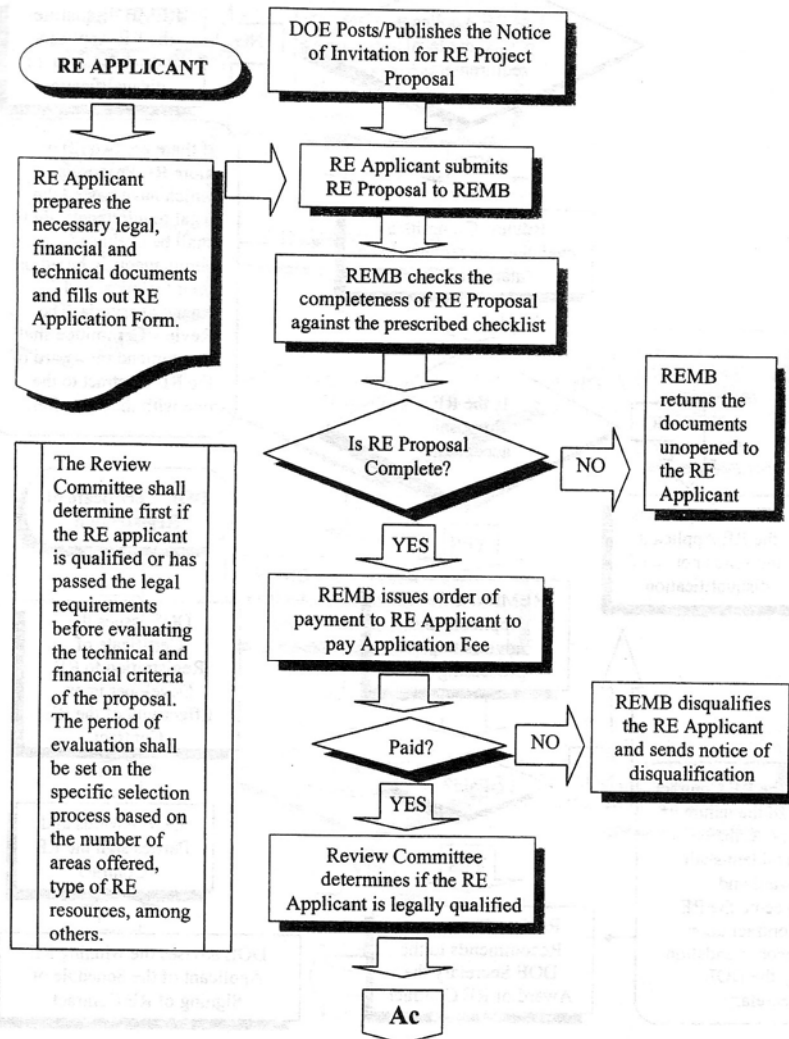 DOE Posts/Publishes the Notice
of Invitation for RE Project
Proposal
RE APPLICANT
RE Applicant
prepares the
necessary legal,
financial and
technical documents
and fills out RE
Application Form.
RE Applicant submits
RE Proposal to REMB
REMB checks the
completeness of RE Proposal
against the prescribed checklist
Is RE Proposal
Complete?
NO
REMB
returns the
documents
unopened to
the RE
Applicant
YES
REMB issues order of
payment to RE Applicant to
pay Application Fee
Paid?
NO
REMB disqualifies
the RE Applicant
and sends notice of
disqualification
YES
Review Committee
determines if the RE
Applicant is legally qualified
Ac
The Review
Committee shall
determine first if
the RE applicant
is qualified or has
passed the legal
requirements
before evaluating
the technical and
financial criteria
of the proposal.
The period of
evaluation shall
be set on the
specific selection
process based on
the number of
areas offered,
type of RE
resources, among
others.